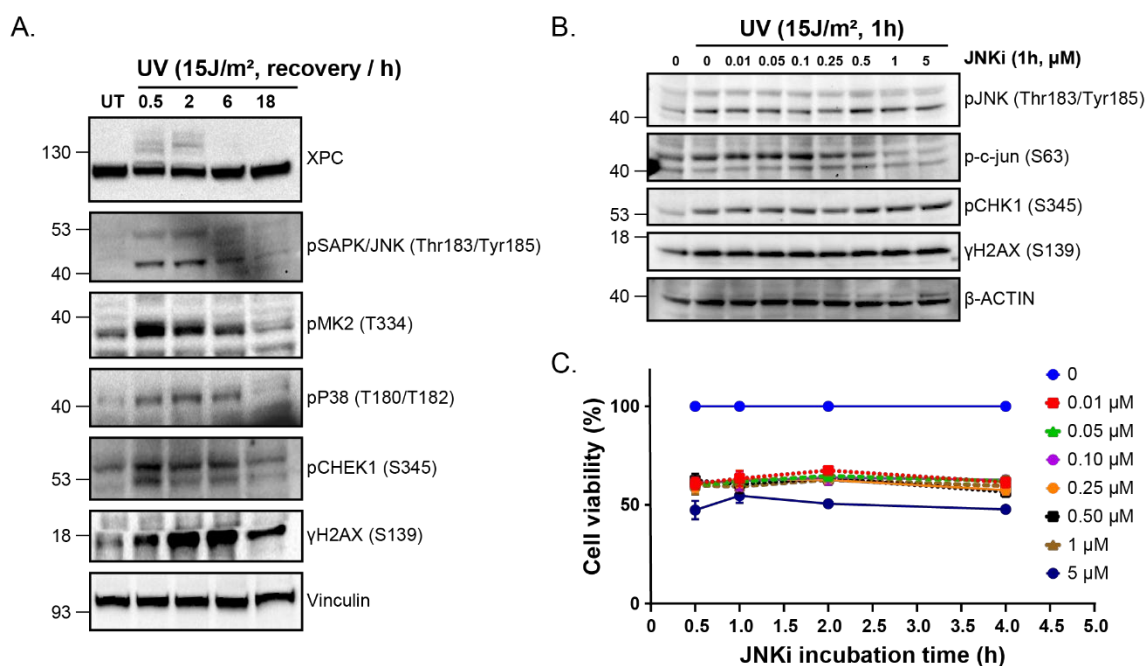 A.
UV (15J/m², recovery / h)
UT 0.5 2 6 18
130
XPC
53
pSAPK/JNK (Thr183/Tyr185)
40
40
pMK2 (T334)
pP38 (T180/T182)
40
pCHEK1 (S345)
53
18
γH2AX (S139)
Vinculin
93
B.
UV (15J/m², 1h)
0 0 0.01 0.05 0.1 0.25 0.5 1 5 JNKi (1h, µM)
pJNK (Thr183/Tyr185)
40
p-c-jun (S63)
40
pCHK1 (S345)
53
18
γH2AX (S139)
40
β-ACTIN
C.
Cell viability (%)
100
50
0
0 0.5 1.0 1.5 2.0 2.5 3.0 3.5 4.0 4.5 5.0
JNKi incubation time (h)
0
0.01 µM
0.05 µM
0.10 µM
0.25 µM
0.50 µM
1 µM
5 µM